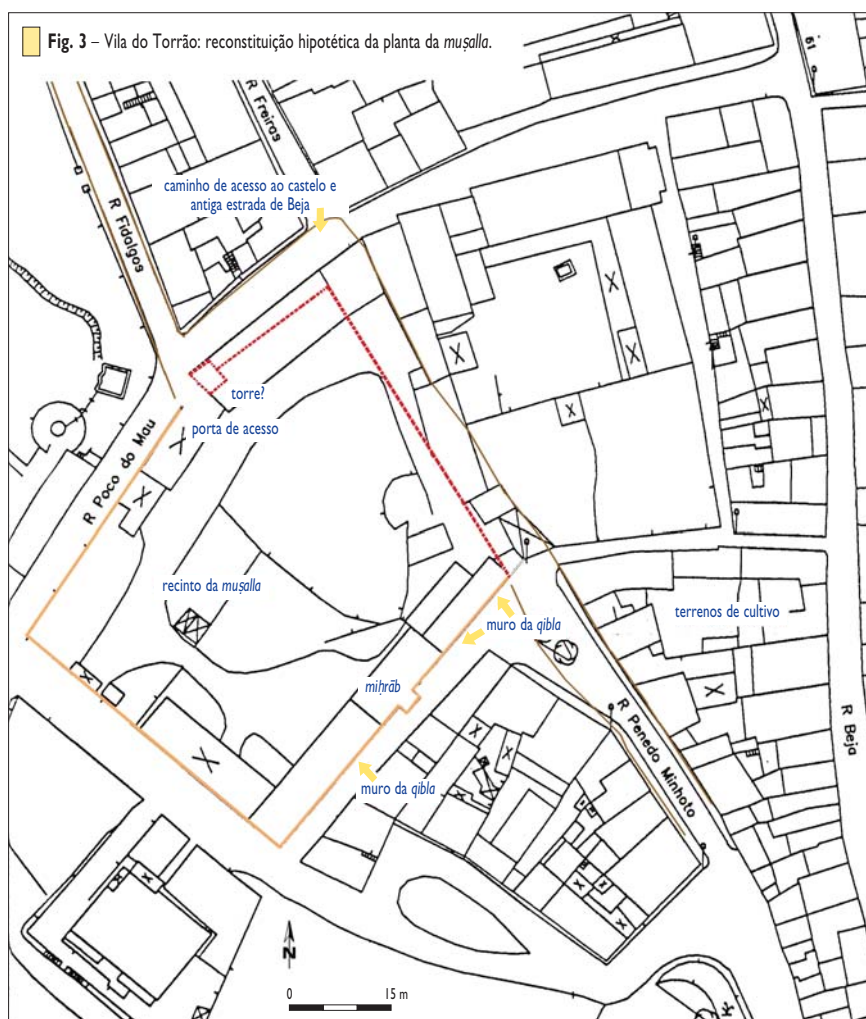 Fig. 3 – Vila do Torrão: reconstituição hipotética da planta da muṣalla.
19
R Freiras
caminho de acesso ao castelo e
antiga estrada de Beja
R Fidalgos
torre?
porta de acesso
R Poco do Mau
recinto da muṣalla
muro da qibla
terrenos de cultivo
miḥrāb
R Penedo Minhoto
R Beja
muro da qibla
N
0 15 m